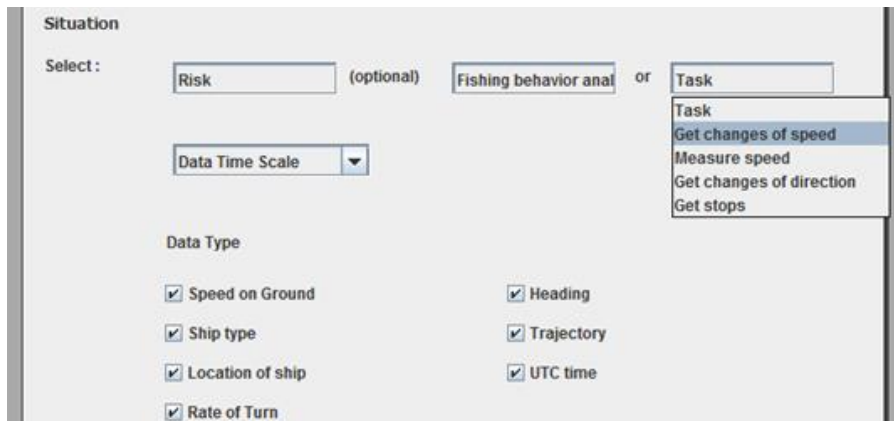 Situation
Select :
Risk
(optional)
Fishing behavior anal
or
Task
Task
Get changes of speed
Measure speed
Get changes of direction
Get stops
Data Time Scale
Data Type
Speed on Ground
Heading
Ship type
Trajectory
Location of ship
UTC time
Rate of Turn